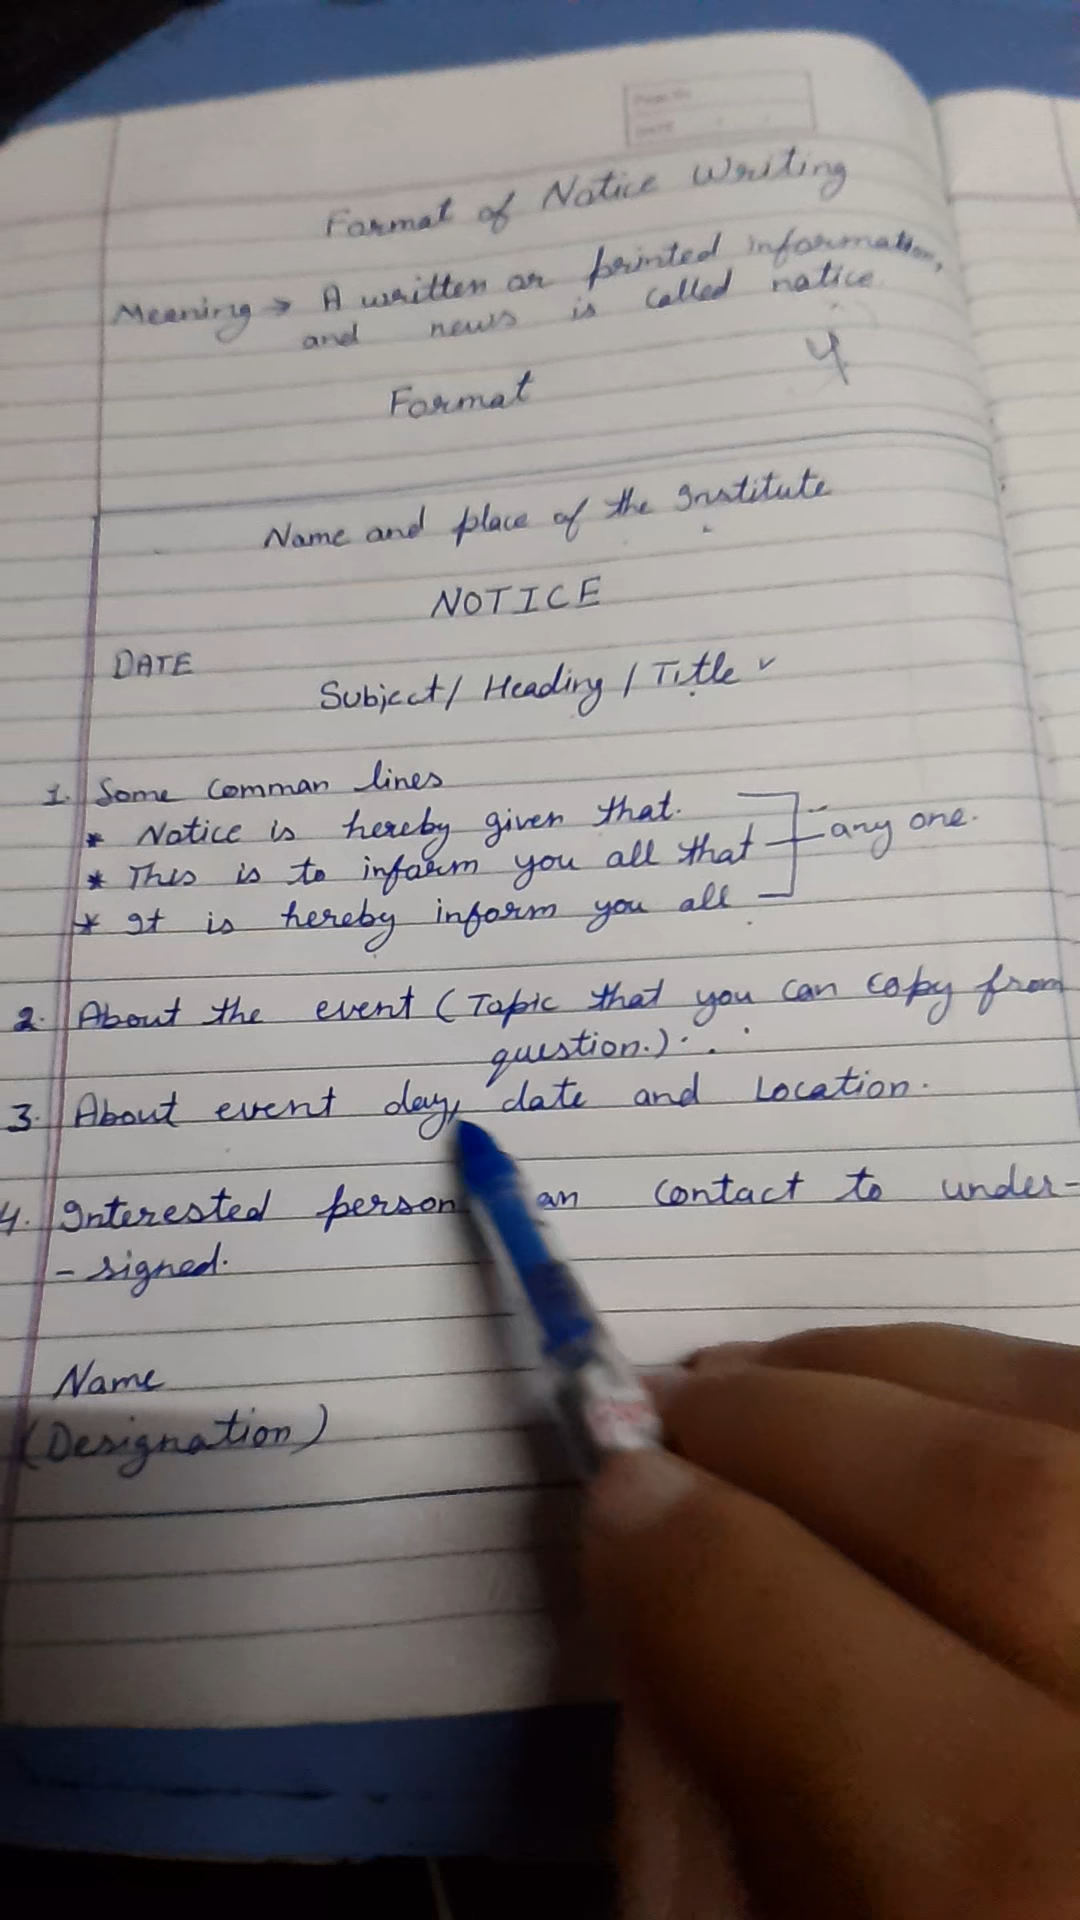 Format of Notice Writing
Meaning → A written or printed information,
and news is called notice
Format
Name and place of the Institute
NOTICE
DATE
Subject/ Heading / Title
1. Some Comman lines
* Notice is hereby given that.
* This is to inform you all that
any one.
* It is hereby inform you all
2. About the event (Topic that you can copy from
question.)
3. About event day, date and Location.
4. Interested person an contact to under-
- signed.
Name
(Designation)